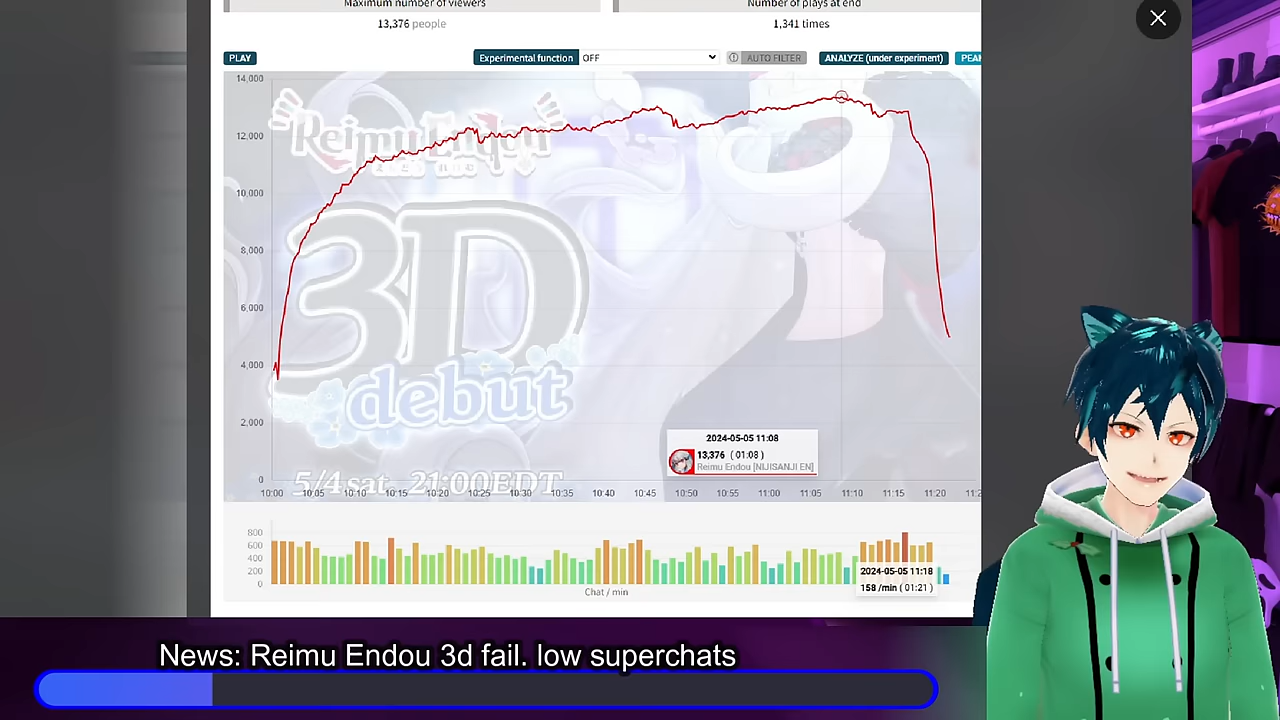 Maximum number of viewers
Number of plays at end
13,376 people
1,341 times
PLAY
Experimental function OFF
AUTO FILTER
ANALYZE (under experiment)
PEA
14,000
12,000
10,000
8,000
6,000
4,000
2,000
0
Reimu Endou
3D
debut
5/4 sat 21:00EDT
2024-05-05 11:08
13,376 ( 01:08 )
Reimu Endou [NIJISANJI EN]
10:00 10:05 10:10 10:15 10:20 10:25 10:30 10:35 10:40 10:45 10:50 10:55 11:00 11:05 11:10 11:15 11:20 11:2
800
600
400
200
0
2024-05-05 11:18
158 /min ( 01:21 )
Chat / min
News: Reimu Endou 3d fail. low superchats